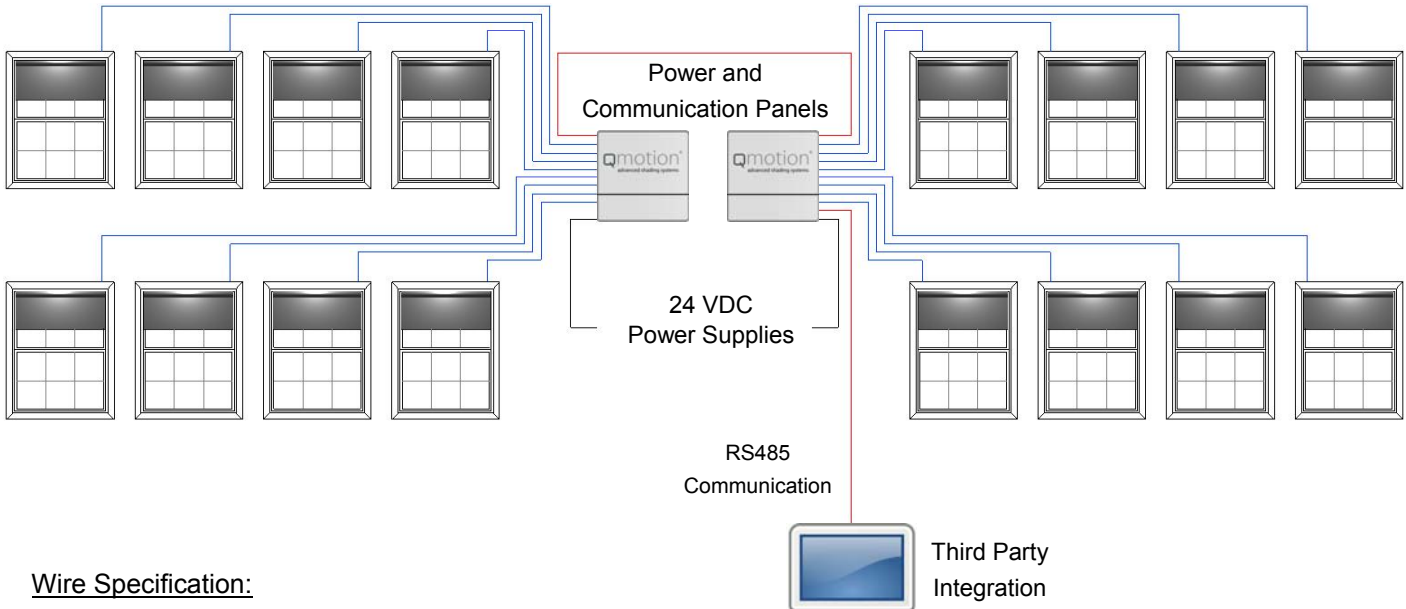 Power and
Communication Panels
Qmotion®
advanced shading systems
Qmotion®
advanced shading systems
24 VDC
Power Supplies
RS485
Communication
Third Party
Integration
Wire Specification: